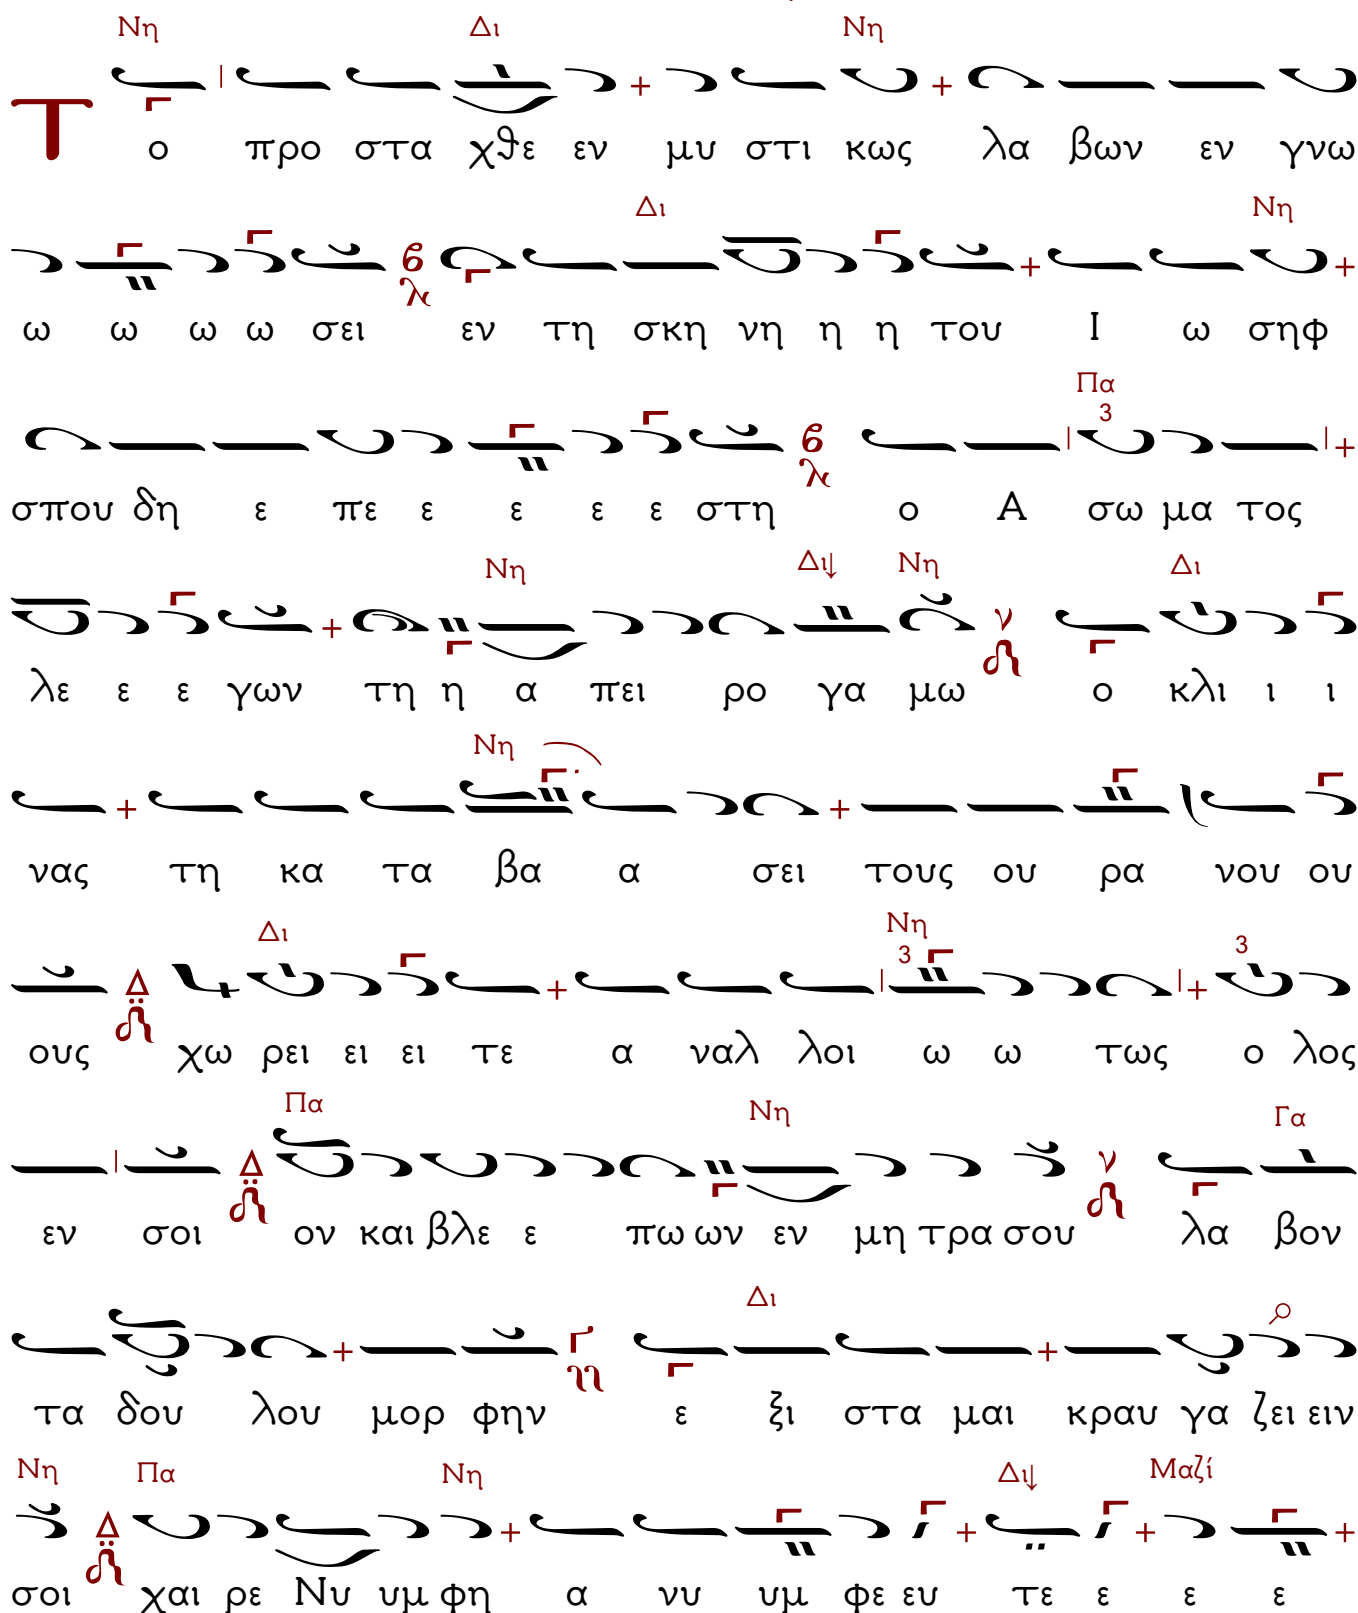 Νη Δι Νη
Το προ στα χθε εν μυ στι κως λα βων εν γνω
Δι Νη
ω ω ω ω σει εν τη σκη νη η η του Ι ω σηφ
Πα
3
σπου δη ε πε ε ε ε ε στη ο Α σω μα τος
Νη Δι↓ Νη Δι
λε ε ε γων τη η α πει ρο γα μω ο κλι ι ι
Νη
νας τη κα τα βα α σει τους ου ρα νου ου
Δι Νη
3 3
ους χω ρει ει ει τε α ναλ λοι ω ω τως ο λος
Πα Νη Γα
εν σοι ον και βλε ε πω ων εν μη τρα σου λα βον
Δι
τα δου λου μορ φην ε ξι στα μαι κραυ γα ζει ειν
Νη Πα Νη Δι↓ Μαζί
σοι χαι ρε Νυ υμ φη α νυ υμ φε ευ τε ε ε ε